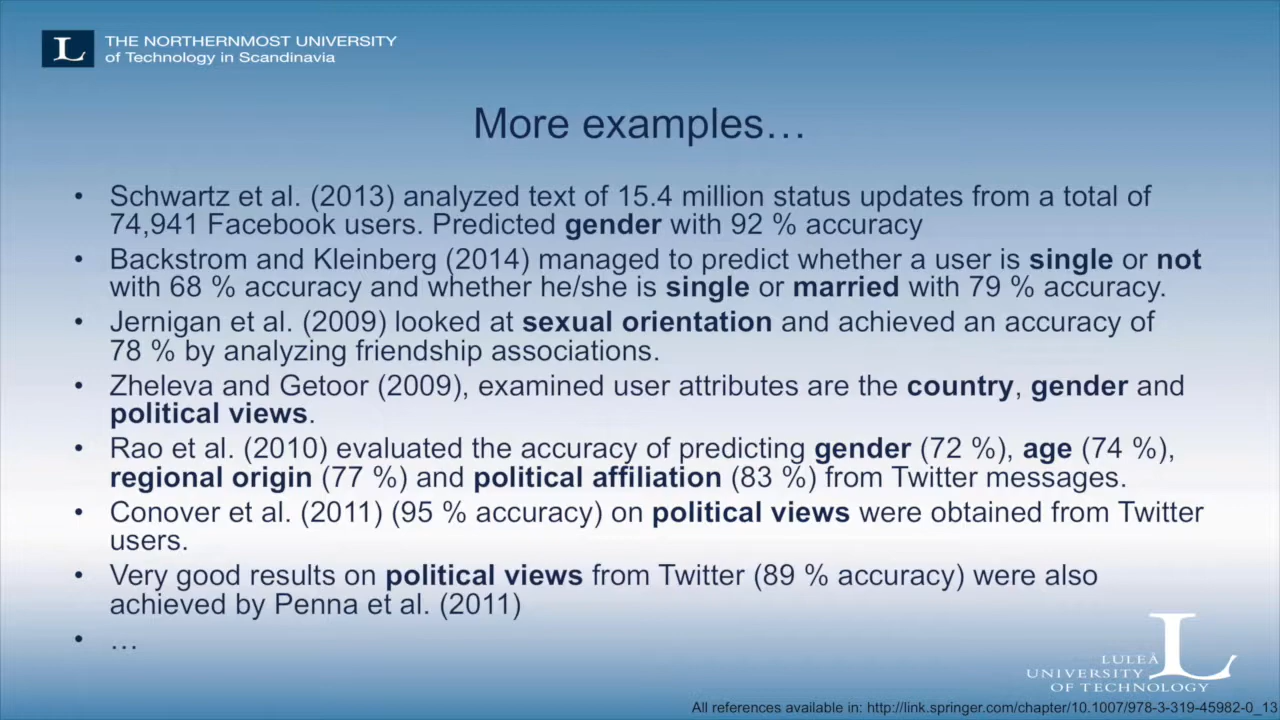 L THE NORTHERNMOST UNIVERSITY
of Technology in Scandinavia
More examples…
• Schwartz et al. (2013) analyzed text of 15.4 million status updates from a total of
74,941 Facebook users. Predicted gender with 92 % accuracy
• Backstrom and Kleinberg (2014) managed to predict whether a user is single or not
with 68 % accuracy and whether he/she is single or married with 79 % accuracy.
• Jernigan et al. (2009) looked at sexual orientation and achieved an accuracy of
78 % by analyzing friendship associations.
• Zheleva and Getoor (2009), examined user attributes are the country, gender and
political views.
• Rao et al. (2010) evaluated the accuracy of predicting gender (72 %), age (74 %),
regional origin (77 %) and political affiliation (83 %) from Twitter messages.
• Conover et al. (2011) (95 % accuracy) on political views were obtained from Twitter
users.
• Very good results on political views from Twitter (89 % accuracy) were also
achieved by Penna et al. (2011)
• …
L
LULEÅ
UNIVERSITY
OF TECHNOLOGY
All references available in: http://link.springer.com/chapter/10.1007/978-3-319-45982-0_13